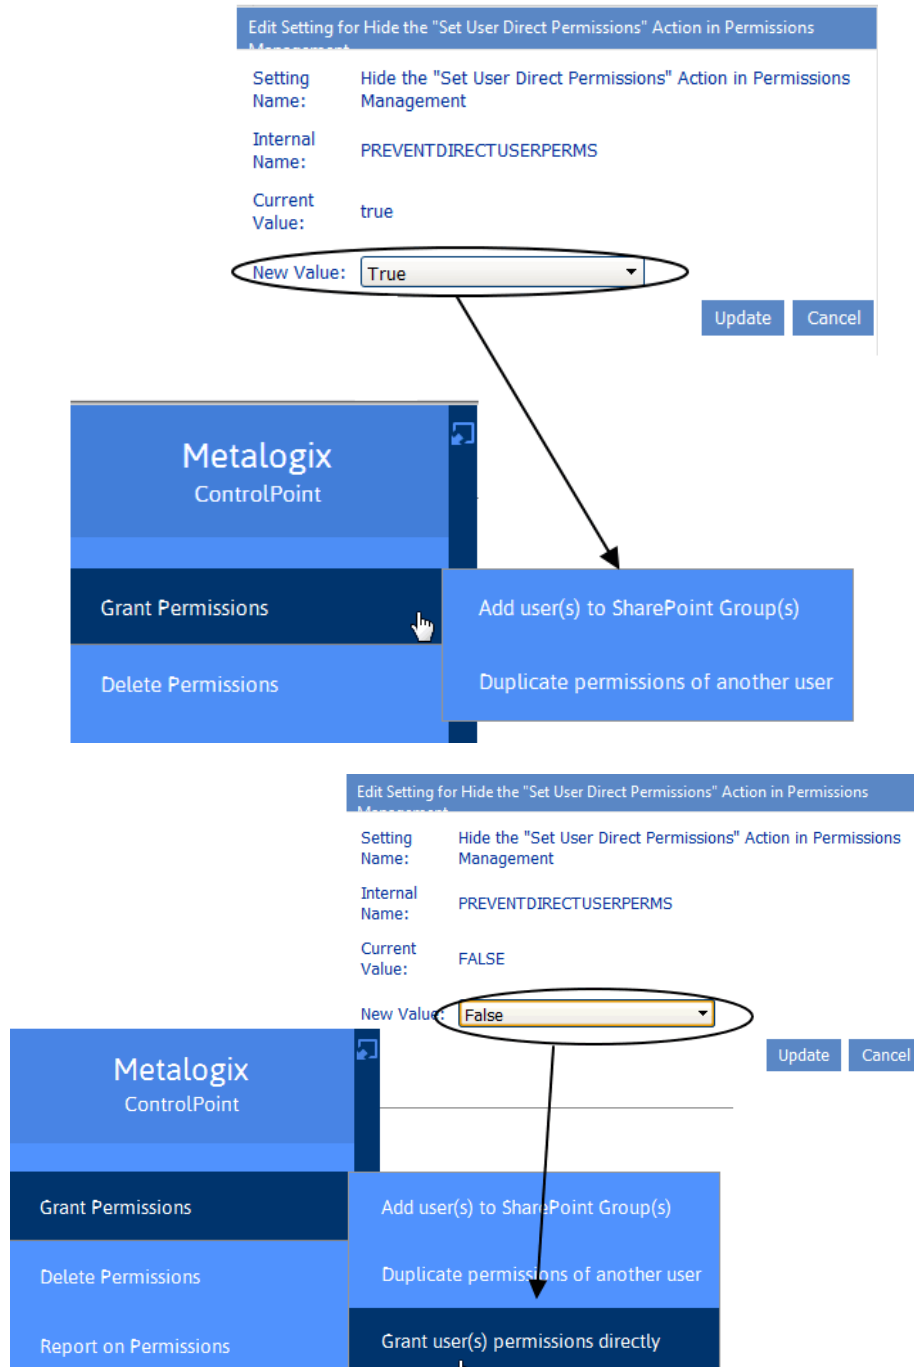 Edit Setting for Hide the "Set User Direct Permissions" Action in Permissions
Management
Setting
Name:
Hide the "Set User Direct Permissions" Action in Permissions
Management
Internal
Name:
PREVENTDIRECTUSERPERMS
Current
Value:
true
New Value:
True
Update Cancel
Metalogix
ControlPoint
Grant Permissions
Add user(s) to SharePoint Group(s)
Delete Permissions
Duplicate permissions of another user
Edit Setting for Hide the "Set User Direct Permissions" Action in Permissions
Management
Setting
Name:
Hide the "Set User Direct Permissions" Action in Permissions
Management
Internal
Name:
PREVENTDIRECTUSERPERMS
Current
Value:
FALSE
New Value:
False
Update Cancel
Metalogix
ControlPoint
Grant Permissions
Add user(s) to SharePoint Group(s)
Delete Permissions
Duplicate permissions of another user
Report on Permissions
Grant user(s) permissions directly